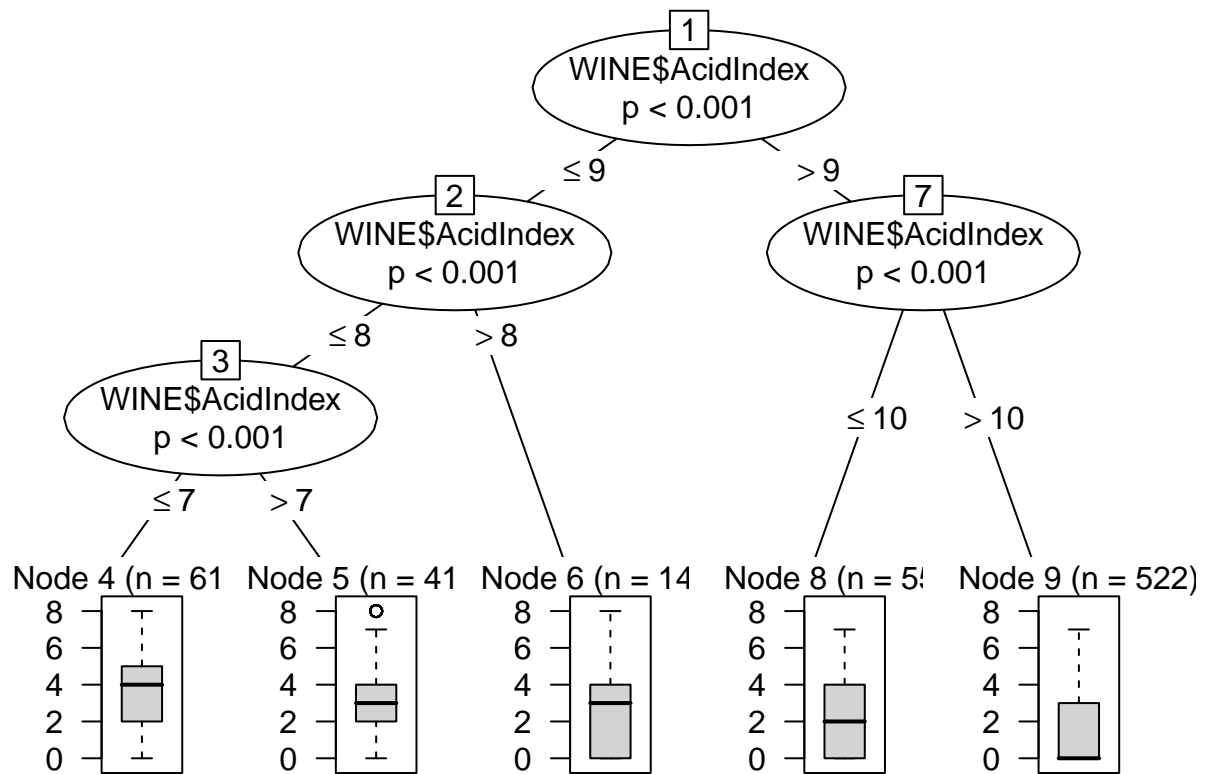 1
WINE$AcidIndex
p < 0.001
≤ 9
> 9
2
WINE$AcidIndex
p < 0.001
7
WINE$AcidIndex
p < 0.001
≤ 8
> 8
3
WINE$AcidIndex
p < 0.001
≤ 10
> 10
≤ 7
> 7
Node 4 (n = 61
8
6
4
2
0
Node 5 (n = 41
8
6
4
2
0
Node 6 (n = 14
8
6
4
2
0
Node 8 (n = 55
8
6
4
2
0
Node 9 (n = 522)
8
6
4
2
0